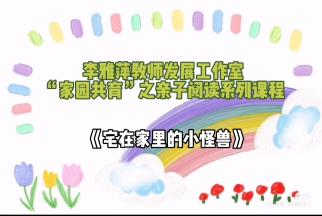 李雅萍教师发展工作室
“家园共育”之亲子阅读系列课程
《宅在家里的小怪兽》